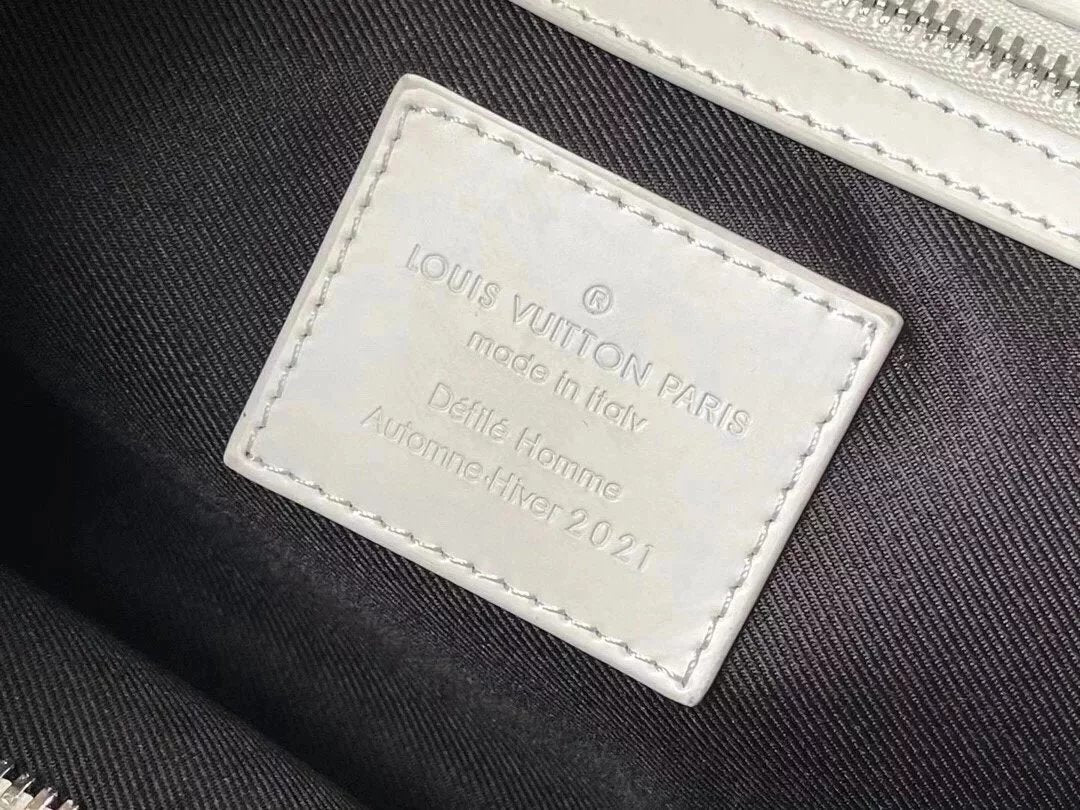 ®
LOUIS VUITTON PARIS
made in italy
Défilé Homme
Automne-Hiver 2021